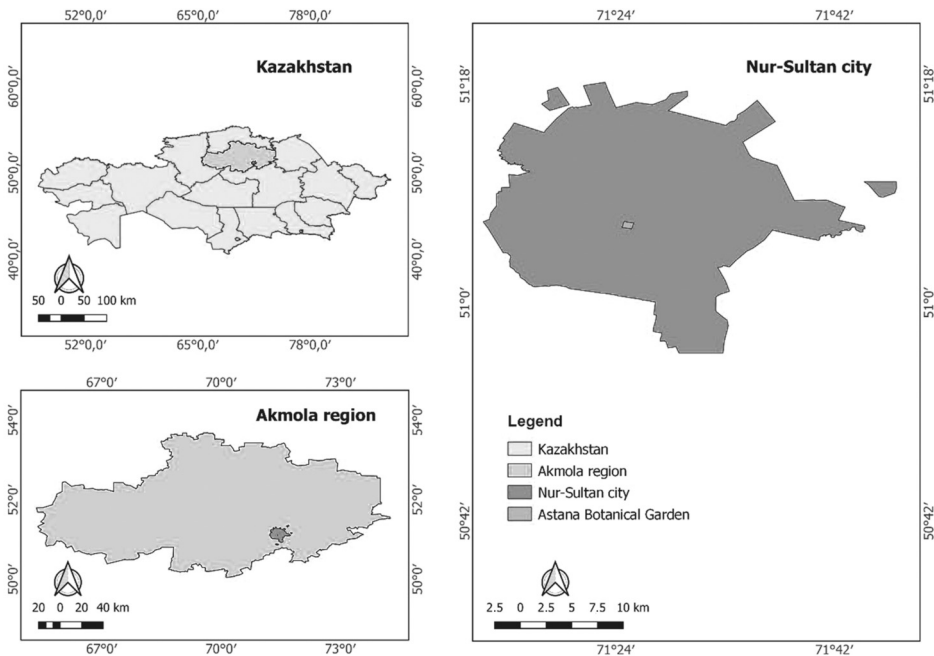 52°0,0′ 65°0,0′ 78°0,0′
Kazakhstan
60°0,0′
50°0,0′
40°0,0′
60°0,0′
50°0,0′
40°0,0′
50 0 50 100 km
52°0,0′ 65°0,0′ 78°0,0′
67°0′ 70°0′ 73°0′
Akmola region
54°0′
52°0′
50°0′
54°0′
52°0′
50°0′
20 0 20 40 km
67°0′ 70°0′ 73°0′
71°24′ 71°42′
Nur-Sultan city
51°18′
51°0′
50°42′
51°18′
51°0′
50°42′
Legend
Kazakhstan
Akmola region
Nur-Sultan city
Astana Botanical Garden
2.5 0 2.5 5 7.5 10 km
71°24′ 71°42′